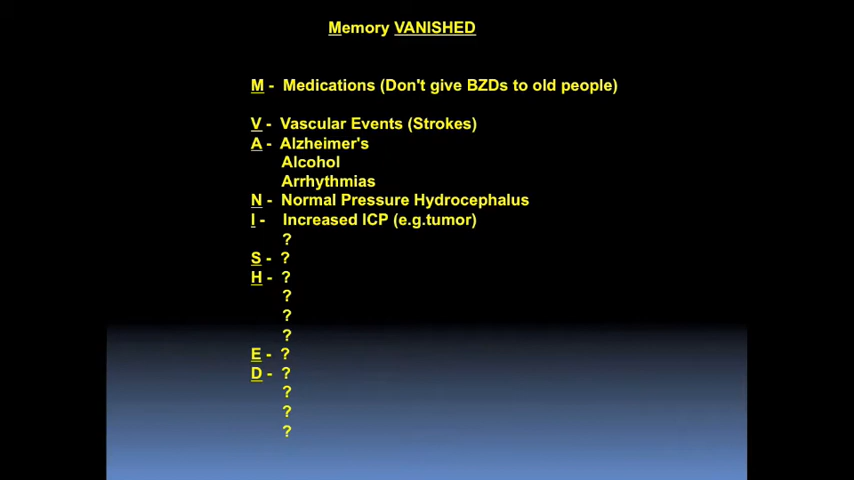 Memory VANISHED
M - Medications (Don't give BZDs to old people)
V - Vascular Events (Strokes)
A - Alzheimer's
Alcohol
Arrhythmias
N - Normal Pressure Hydrocephalus
I - Increased ICP (e.g.tumor)
?
S - ?
H - ?
?
?
?
E - ?
D - ?
?
?
?